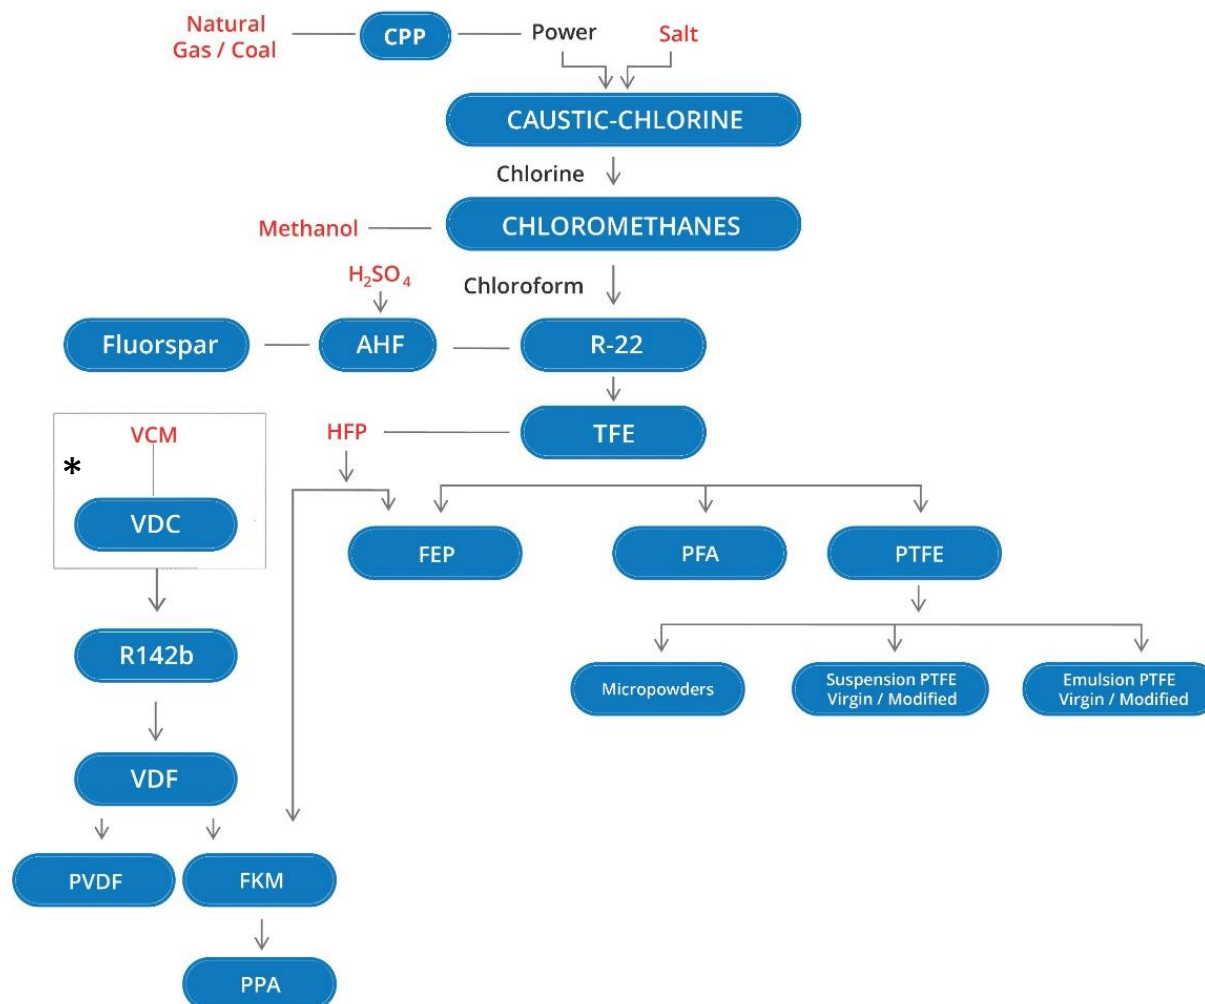 Natural
Gas / Coal
CPP
Power
Salt
CAUSTIC-CHLORINE
Chlorine
Methanol
CHLOROMETHANES
H₂SO₄
Chloroform
Fluorspar
AHF
R-22
HFP
TFE
VCM
*
VDC
FEP
PFA
PTFE
R142b
Micropowders
Suspension PTFE
Virgin / Modified
Emulsion PTFE
Virgin / Modified
VDF
PVDF
FKM
PPA